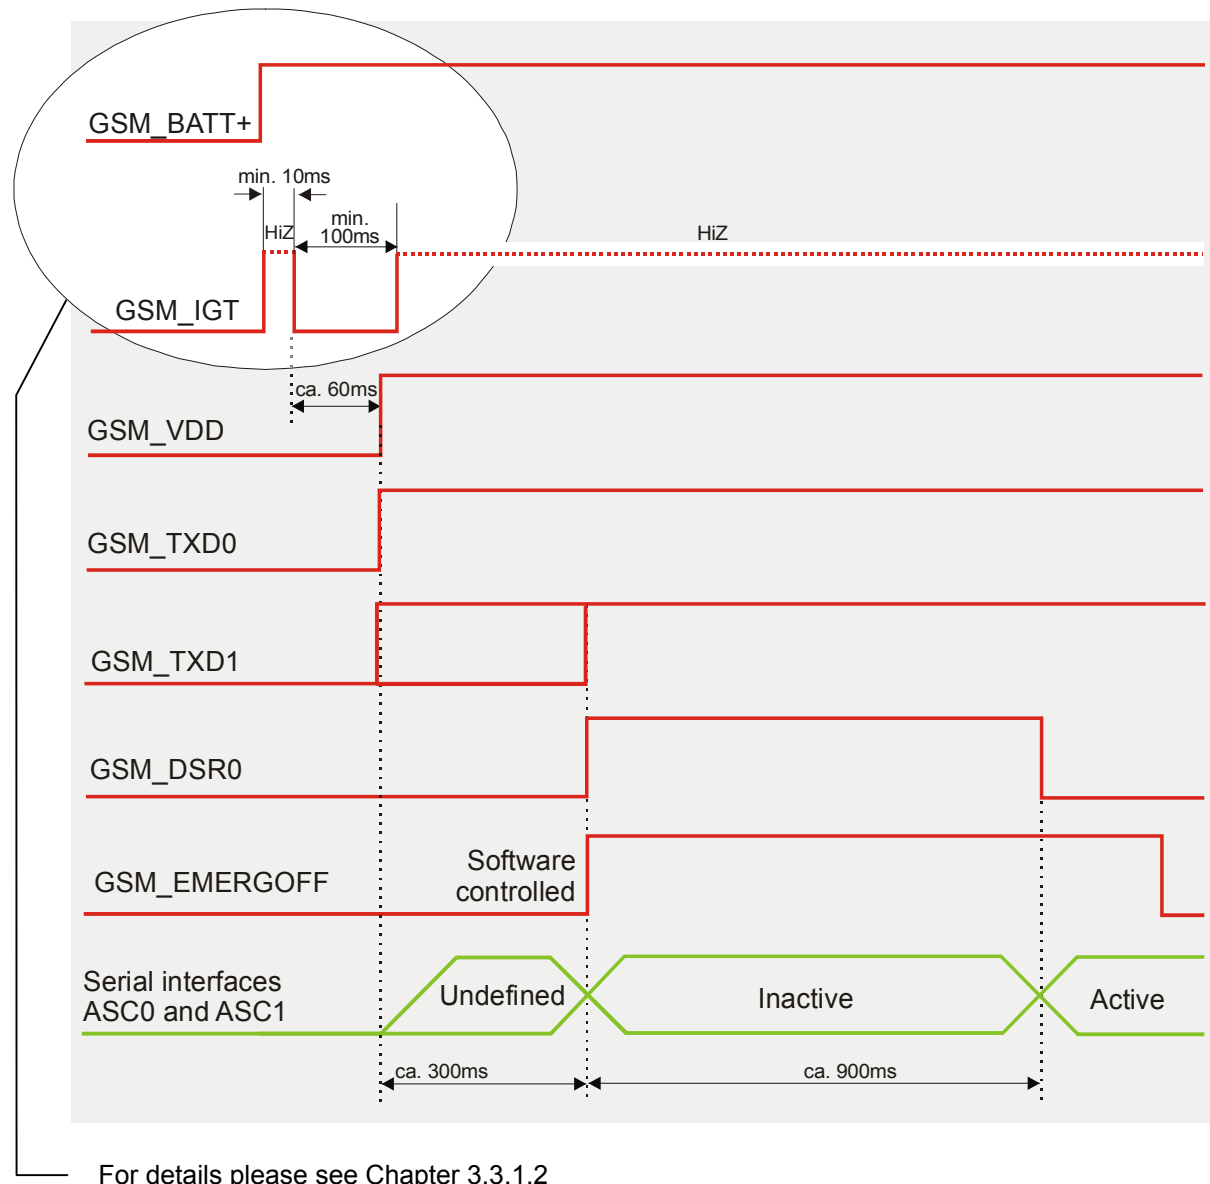 GSM_BATT+
min. 10ms
HiZ
min.
100ms
HiZ
GSM_IGT
ca. 60ms
GSM_VDD
GSM_TXD0
GSM_TXD1
GSM_DSR0
GSM_EMERGOFF
Software
controlled
Serial interfaces
ASC0 and ASC1
Undefined
Inactive
Active
ca. 300ms
ca. 900ms
For details please see Chapter 3.3.1.2